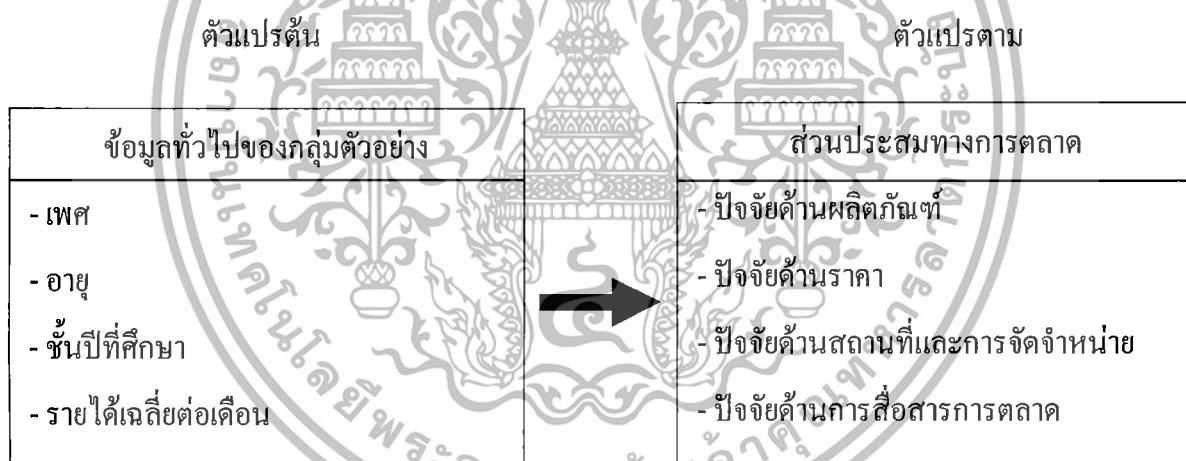 ตัวแปรต้น
ตัวแปรตาม
ข้อมูลทั่วไปของกลุ่มตัวอย่าง
- เพศ
- อายุ
- ชั้นปีที่ศึกษา
- รายได้เฉลี่ยต่อเดือน
ส่วนประสมทางการตลาด
- ปัจจัยด้านผลิตภัณฑ์
- ปัจจัยด้านราคา
- ปัจจัยด้านสถานที่และการจัดจำหน่าย
- ปัจจัยด้านการสื่อสารการตลาด